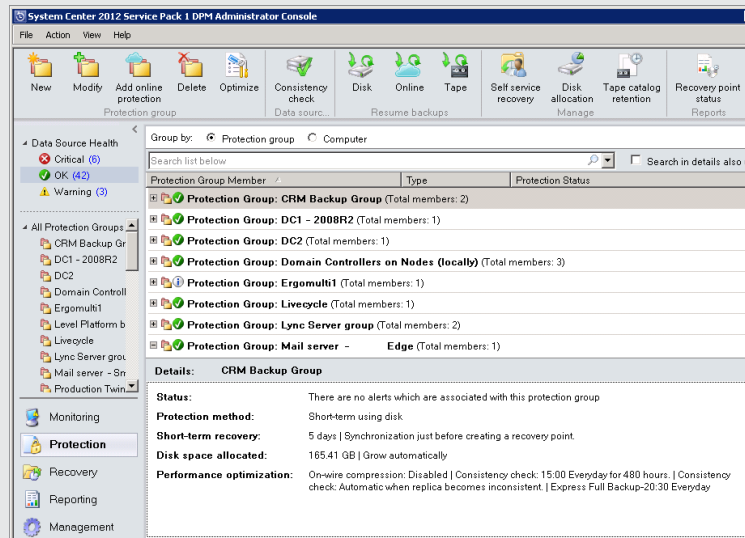 System Center 2012 Service Pack 1 DPM Administrator Console
File Action View Help
New Modify Add online protection Delete Optimize Consistency check Disk Online Tape Self service recovery Disk allocation Tape catalog retention Recovery point status
Protection group Data sourc... Resume backups Manage Reports
Data Source Health
Critical (6)
OK (42)
Warning (3)
All Protection Groups
CRM Backup Gr
DC1 - 2008R2
DC2
Domain Controll
Ergomulti1
Level Platform b
Livecycle
Lync Server grou
Mail server - Sm
Production Twin
Monitoring
Protection
Recovery
Reporting
Management
Group by: Protection group Computer
Search list below Search in details also
Protection Group Member Type Protection Status
Protection Group: CRM Backup Group (Total members: 2)
Protection Group: DC1 - 2008R2 (Total members: 1)
Protection Group: DC2 (Total members: 1)
Protection Group: Domain Controllers on Nodes (locally) (Total members: 3)
Protection Group: Ergomulti1 (Total members: 1)
Protection Group: Livecycle (Total members: 1)
Protection Group: Lync Server group (Total members: 2)
Protection Group: Mail server - Edge (Total members: 1)
Details: CRM Backup Group
Status: There are no alerts which are associated with this protection group
Protection method: Short-term using disk
Short-term recovery: 5 days | Synchronization just before creating a recovery point.
Disk space allocated: 165.41 GB | Grow automatically
Performance optimization: On-wire compression: Disabled | Consistency check: 15:00 Everyday for 480 hours. | Consistency
check: Automatic when replica becomes inconsistent. | Express Full Backup-20:30 Everyday